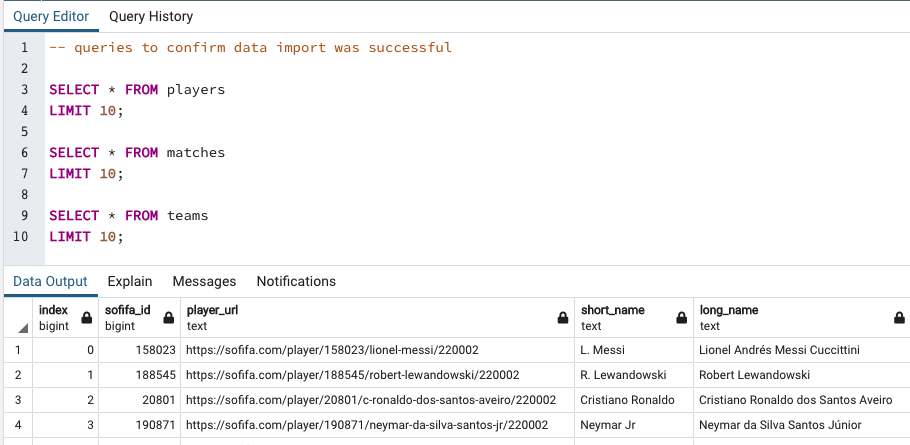 Query Editor Query History
1 -- queries to confirm data import was successful
2
3 SELECT * FROM players
4 LIMIT 10;
5
6 SELECT * FROM matches
7 LIMIT 10;
8
9 SELECT * FROM teams
10 LIMIT 10;
Data Output Explain Messages Notifications
index sofifa_id player_url short_name long_name
bigint bigint text text text
1 0 158023 https://sofifa.com/player/158023/lionel-messi/220002 L. Messi Lionel Andrés Messi Cuccittini
2 1 188545 https://sofifa.com/player/188545/robert-lewandowski/220002 R. Lewandowski Robert Lewandowski
3 2 20801 https://sofifa.com/player/20801/c-ronaldo-dos-santos-aveiro/220002 Cristiano Ronaldo Cristiano Ronaldo dos Santos Aveiro
4 3 190871 https://sofifa.com/player/190871/neymar-da-silva-santos-jr/220002 Neymar Jr Neymar da Silva Santos Júnior